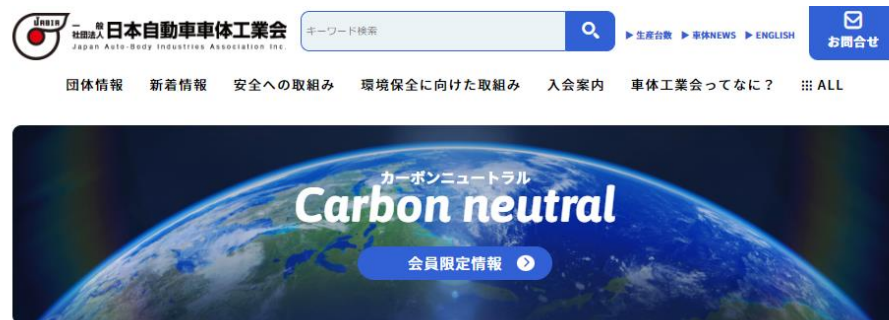 JABIA
一般社団法人 日本自動車車体工業会
Japan Auto-Body Industries Association Inc.
キーワード検索
▶ 生産台数 ▶ 車体NEWS ▶ ENGLISH
お問合せ
団体情報 新着情報 安全への取組み 環境保全に向けた取組み 入会案内 車体工業会ってなに？ ALL
カーボンニュートラル
Carbon neutral
会員限定情報